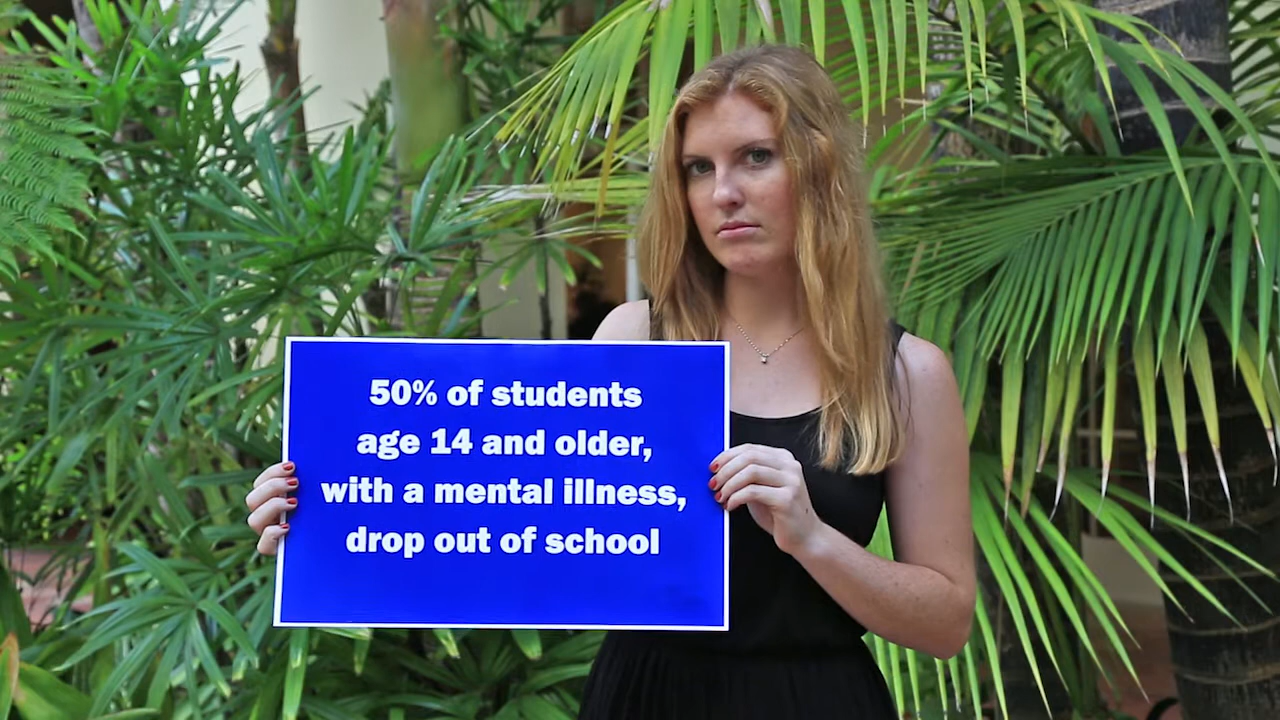 50% of students
age 14 and older,
with a mental illness,
drop out of school